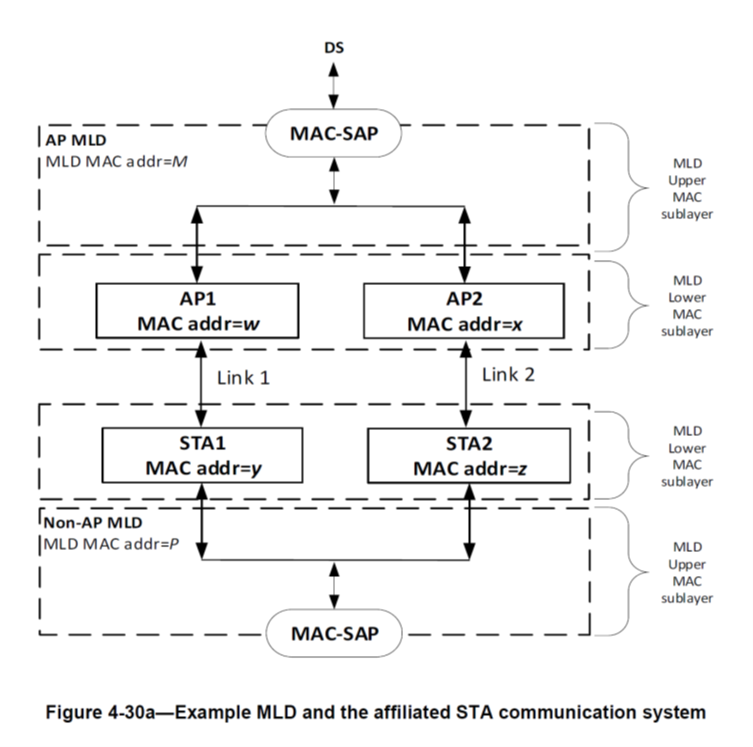 DS
MAC-SAP
AP MLD
MLD MAC addr=M
MLD
Upper
MAC
sublayer
AP1
MAC addr=w
AP2
MAC addr=x
MLD
Lower
MAC
sublayer
Link 1
Link 2
STA1
MAC addr=y
STA2
MAC addr=z
MLD
Lower
MAC
sublayer
Non-AP MLD
MLD MAC addr=P
MLD
Upper
MAC
sublayer
MAC-SAP
Figure 4-30a—Example MLD and the affiliated STA communication system